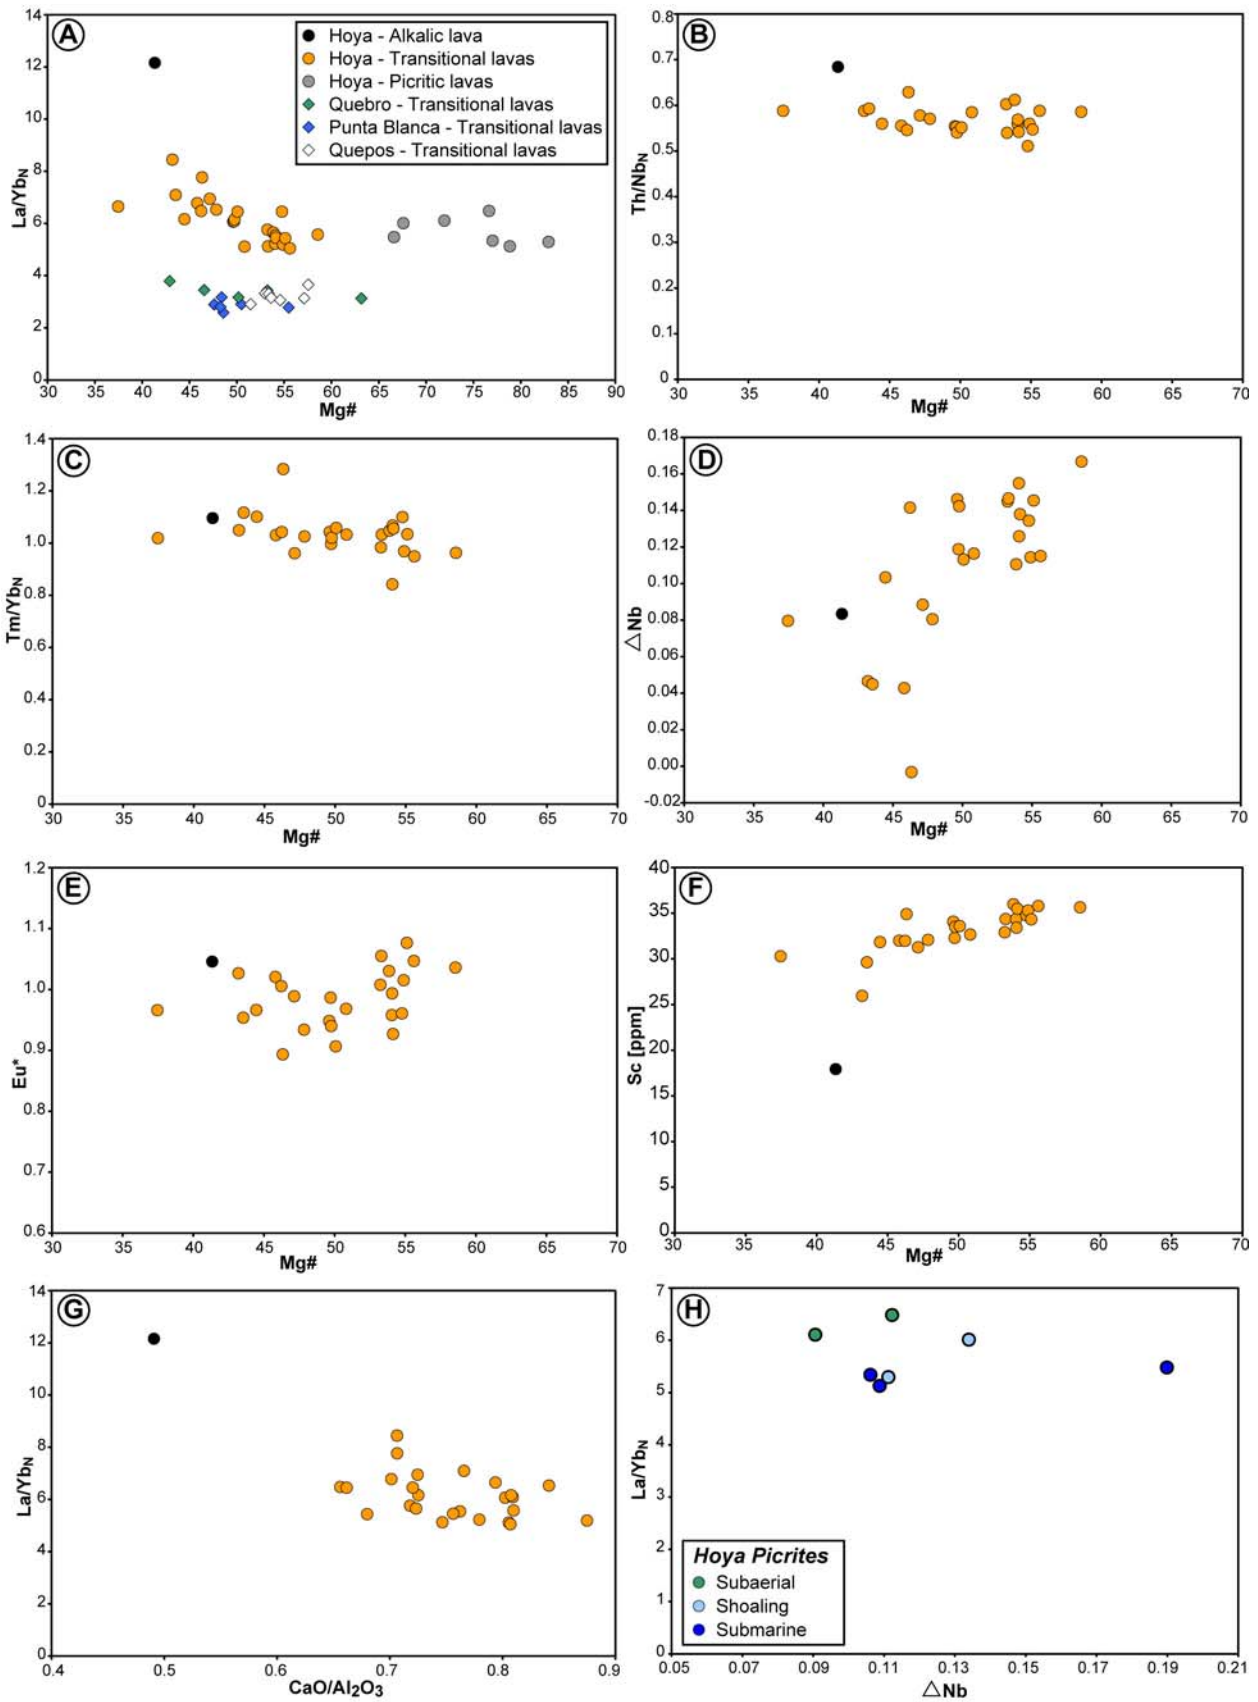 A
14
12
10
8
6
4
2
0
La/YbN
Hoya - Alkalic lava
Hoya - Transitional lavas
Hoya - Picritic lavas
Quebro - Transitional lavas
Punta Blanca - Transitional lavas
Quepos - Transitional lavas
30 35 40 45 50 55 60 65 70 75 80 85 90
Mg#
B
0.8
0.7
0.6
0.5
0.4
0.3
0.2
0.1
0
Th/NbN
30 35 40 45 50 55 60 65 70
Mg#
C
1.4
1.2
1.0
0.8
0.6
0.4
0.2
0
Tm/YbN
30 35 40 45 50 55 60 65 70
Mg#
D
0.18
0.16
0.14
0.12
0.10
0.08
0.06
0.04
0.02
0.00
-0.02
△Nb
30 35 40 45 50 55 60 65 70
Mg#
E
1.2
1.1
1.0
0.9
0.8
0.7
0.6
Eu*
30 35 40 45 50 55 60 65 70
Mg#
F
40
35
30
25
20
15
10
5
0
Sc [ppm]
30 35 40 45 50 55 60 65 70
Mg#
G
14
12
10
8
6
4
2
0
La/YbN
0.4 0.5 0.6 0.7 0.8 0.9
CaO/Al₂O₃
H
7
6
5
4
3
2
1
0
La/YbN
Hoya Picrites
Subaerial
Shoaling
Submarine
0.05 0.07 0.09 0.11 0.13 0.15 0.17 0.19 0.21
△Nb